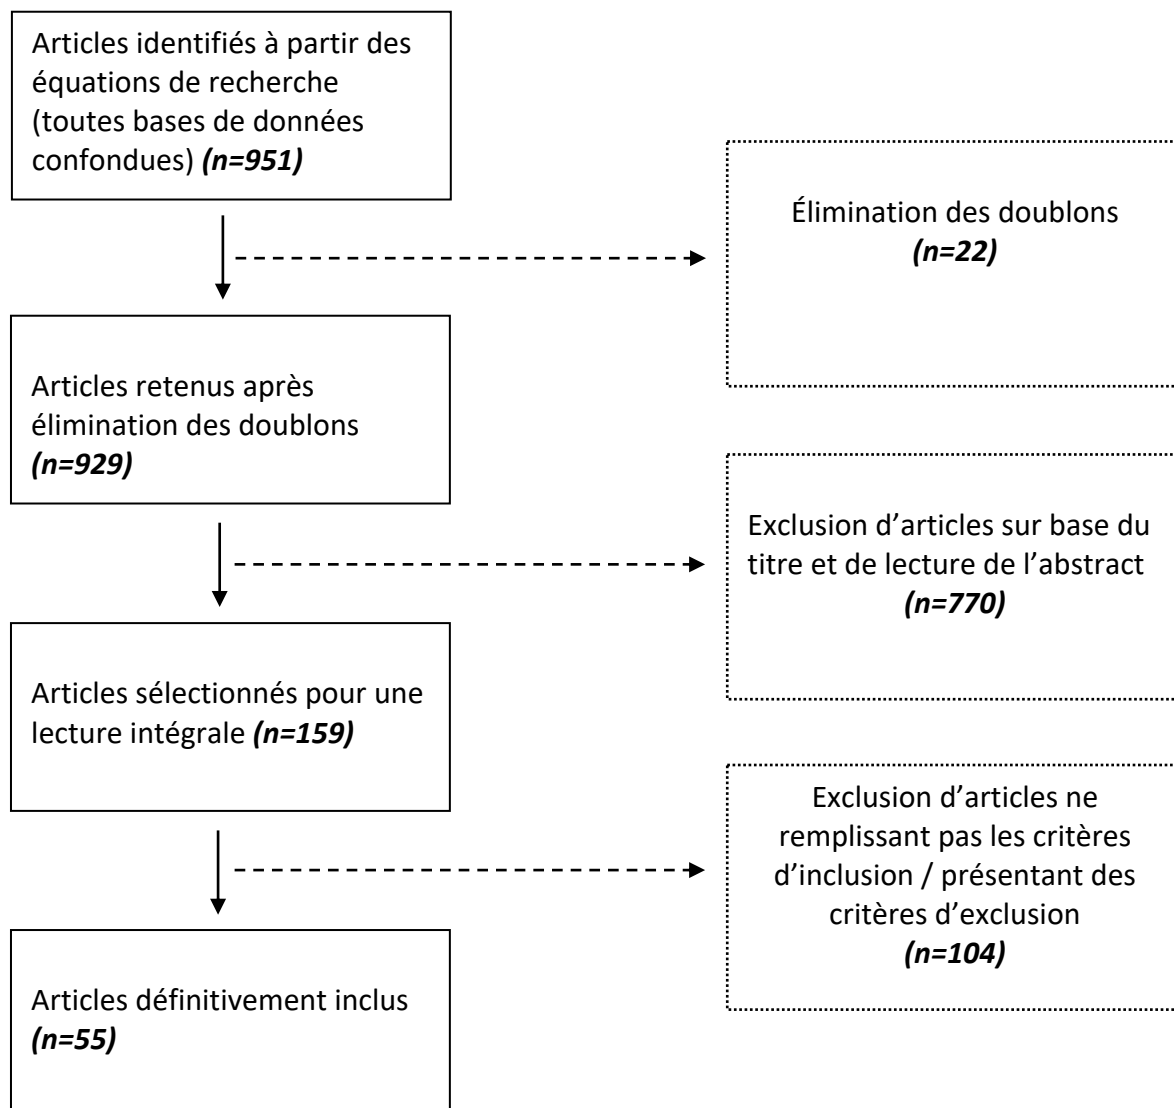 Articles identifiés à partir des
équations de recherche
(toutes bases de données
confondues) (n=951)
Élimination des doublons
(n=22)
Articles retenus après
élimination des doublons
(n=929)
Exclusion d’articles sur base du
titre et de lecture de l’abstract
(n=770)
Articles sélectionnés pour une
lecture intégrale (n=159)
Exclusion d’articles ne
remplissant pas les critères
d’inclusion / présentant des
critères d’exclusion
(n=104)
Articles définitivement inclus
(n=55)